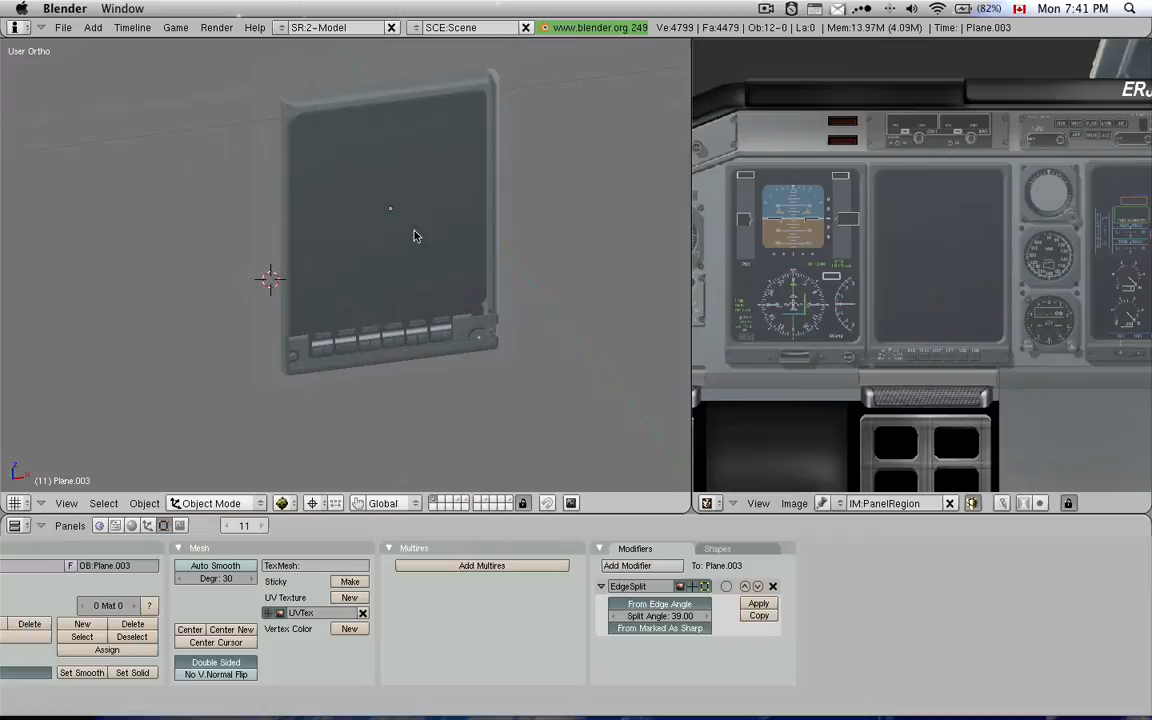 Blender Window (82%) Mon 7:41 PM
File Add Timeline Game Render Help SR:2-Model SCE:Scene www.blender.org 249 Ve:4799 | Fa:4479 | Ob:12-0 | La:0 | Mem:13.97M (4.09M) | Time: | Plane.003
User Ortho
ERJ
(11) Plane.003
View Select Object Object Mode Global
View Image IM:PanelRegion
Panels 11
Mesh
Multires
Modifiers Shapes
F OB:Plane.003
Auto Smooth
TexMesh:
Add Multires
Add Modifier To: Plane.003
Degr: 30
Sticky Make
EdgeSplit
0 Mat 0 ?
UV Texture New
From Edge Angle
Apply
UVTex
Split Angle: 39.00
Copy
Delete New Delete
Center Center New
Vertex Color New
From Marked As Sharp
Select Deselect
Center Cursor
Assign
Double Sided
Set Smooth Set Solid
No V.Normal Flip